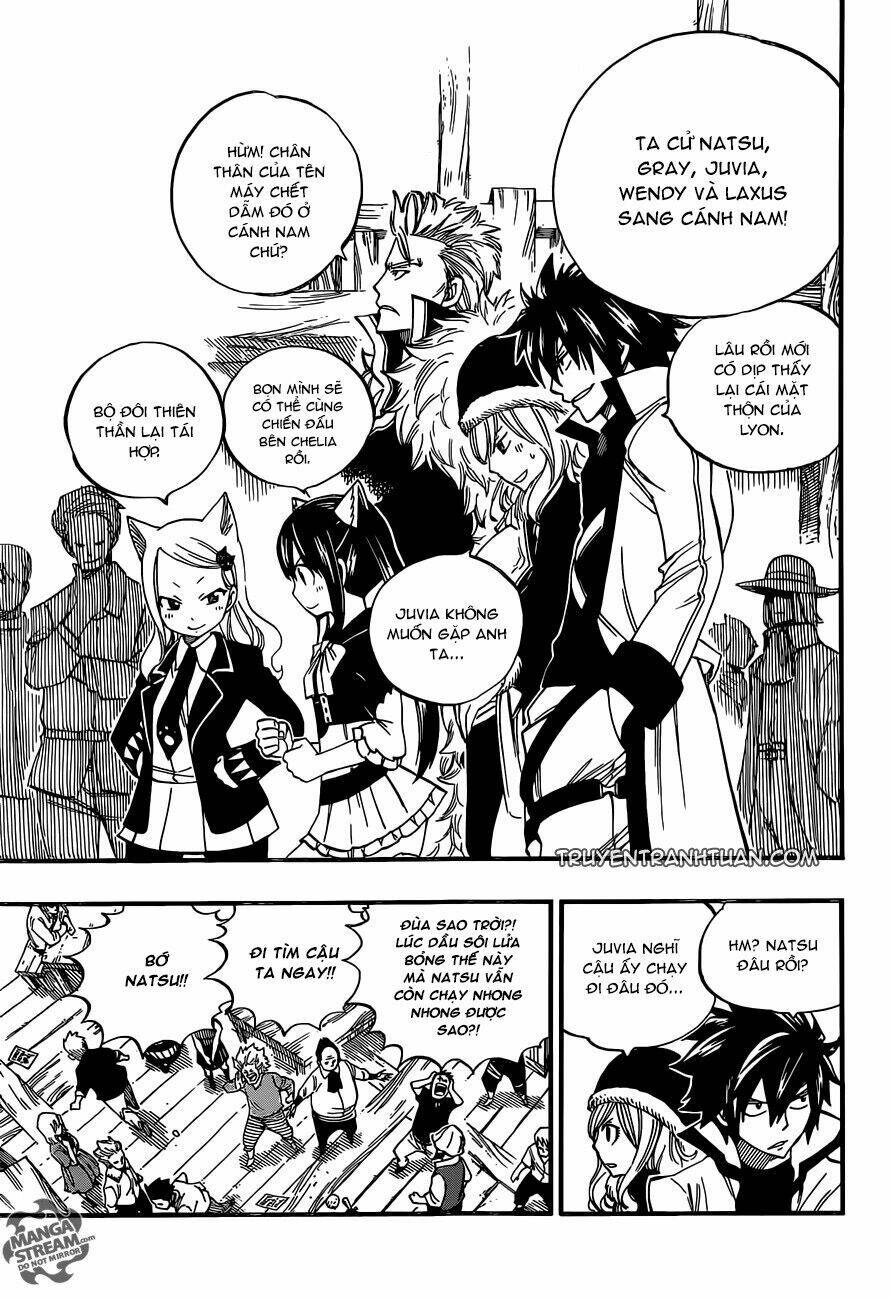 TA CỬ NATSU,
GRAY, JUVIA,
WENDY VÀ LAXUS
SANG CÁNH NAM!
HỪM! CHÂN
THÂN CỦA TÊN
MÁY CHẾT
DẪM ĐÓ Ở
CÁNH NAM
CHỨ?
LÂU RỒI MỚI
CÓ DỊP THẤY
LẠI CÁI MẶT
THỘN CỦA
LYON.
BỌN MÌNH SẼ
CÓ THỂ CÙNG
CHIẾN ĐẤU
BÊN CHELIA
RỒI.
BỘ ĐÔI THIÊN
THẦN LẠI TÁI
HỢP.
JUVIA KHÔNG
MUỐN GẶP ANH
TA...
TRUYENTRANHTUAN.COM
HM? NATSU
ĐÂU RỒI?
JUVIA NGHĨ
CẬU ẤY CHẠY
ĐI ĐÂU ĐÓ...
ĐÙA SAO TRỜI?!
LÚC DẦU SÔI LỬA
BỎNG THẾ NÀY
MÀ NATSU VẪN
CÒN CHẠY NHONG
NHONG ĐƯỢC
SAO?!
ĐI TÌM CẬU
TA NGAY!!
BỚ
NATSU!!
MANGA
STREAM.COM
DO NOT MIRROR